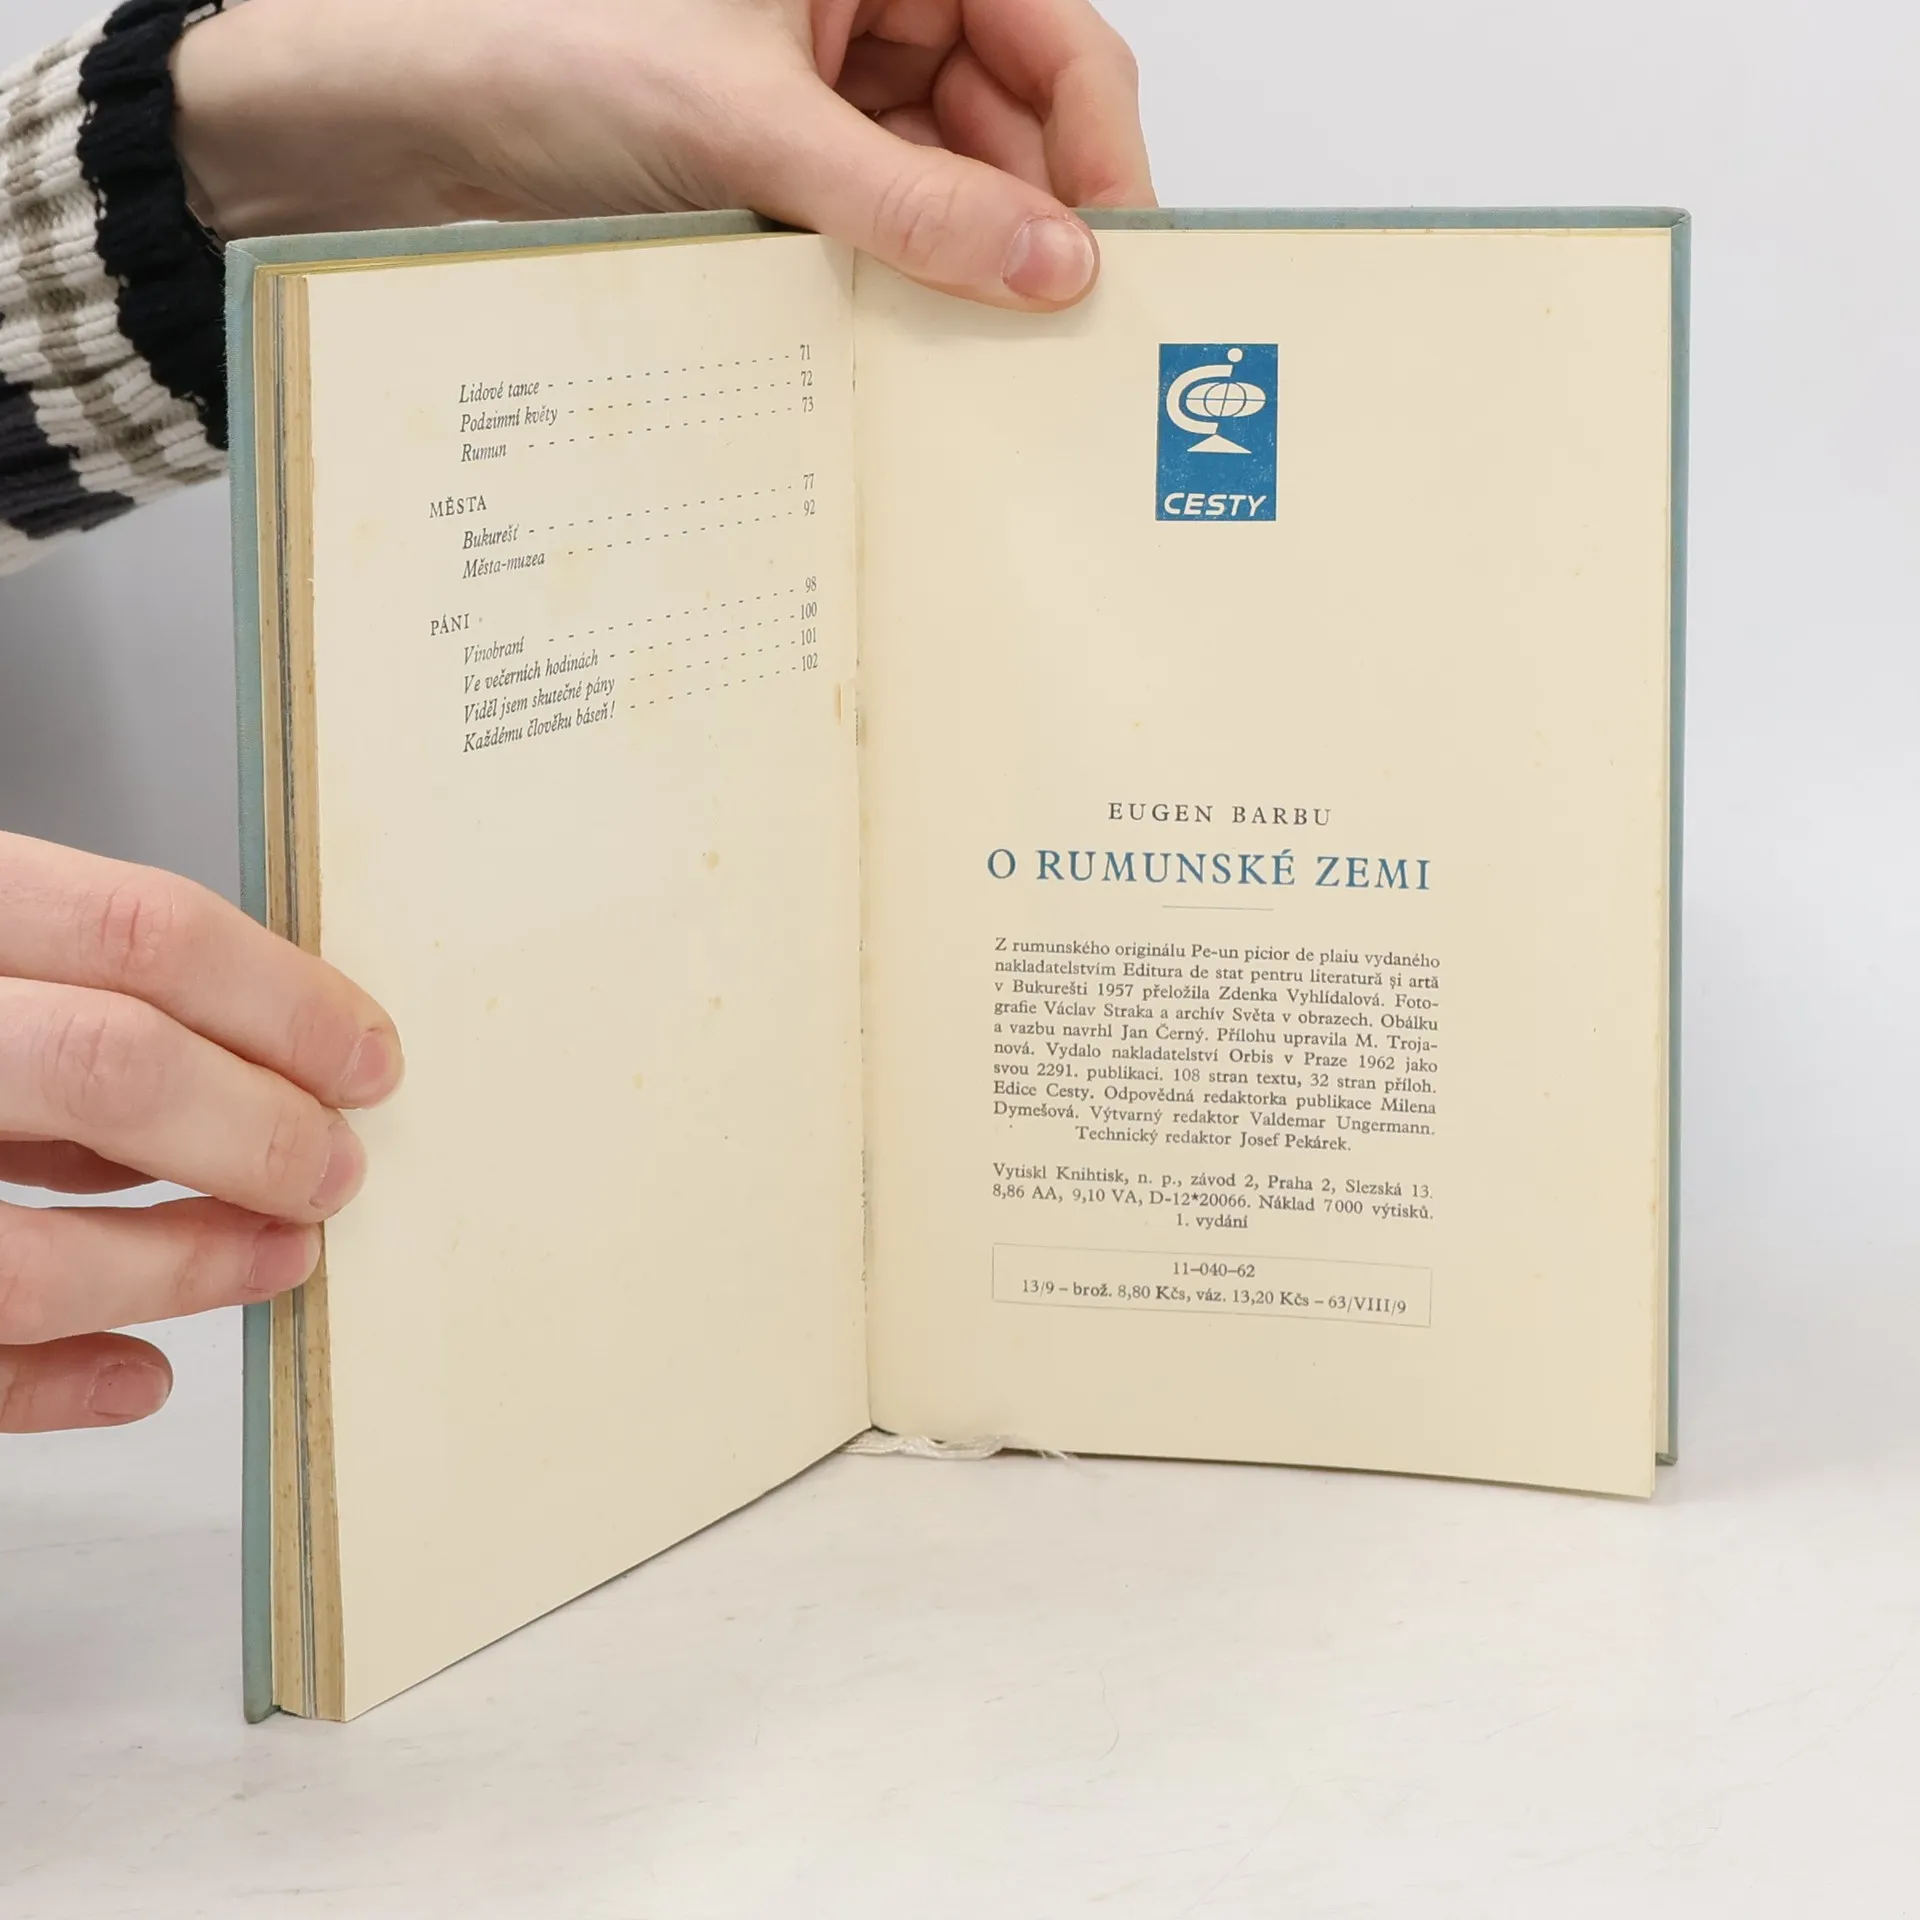 Lidové tance - - - - - - - - - - - - - 71
Podzimní květy - - - - - - - - - - - - 72
Rumun - - - - - - - - - - - - - - 73
MĚSTA
Bukurešť - - - - - - - - - - - - - - 77
Města-muzea - - - - - - - - - - - - 92
PÁNI
Vinobraní - - - - - - - - - - - - - 98
Ve večerních hodinách - - - - - - - - - - 100
Viděl jsem skutečné pány - - - - - - - - - 101
Každému člověku báseň! - - - - - - - - - 102
CESTY
EUGEN BARBU
O RUMUNSKÉ ZEMI
Z rumunského originálu Pe-un picior de plaiu vydaného
nakladatelstvím Editura de stat pentru literatură și artă
v Bukurešti 1957 přeložila Zdenka Vyhlídalová. Foto-
grafie Václav Straka a archív Světa v obrazech. Obálku
a vazbu navrhl Jan Černý. Přílohu upravila M. Troja-
nová. Vydalo nakladatelství Orbis v Praze 1962 jako
svou 2291. publikaci. 108 stran textu, 32 stran příloh.
Edice Cesty. Odpovědná redaktorka publikace Milena
Dymešová. Výtvarný redaktor Valdemar Ungermann.
Technický redaktor Josef Pekárek.
Vytiskl Knihtisk, n. p., závod 2, Praha 2, Slezská 13.
8,86 AA, 9,10 VA, D-12*20066. Náklad 7000 výtisků.
1. vydání
11–040–62
13/9 – brož. 8,80 Kčs, váz. 13,20 Kčs – 63/VIII/9